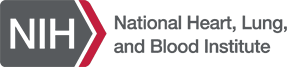 NIH
National Heart, Lung,
and Blood Institute